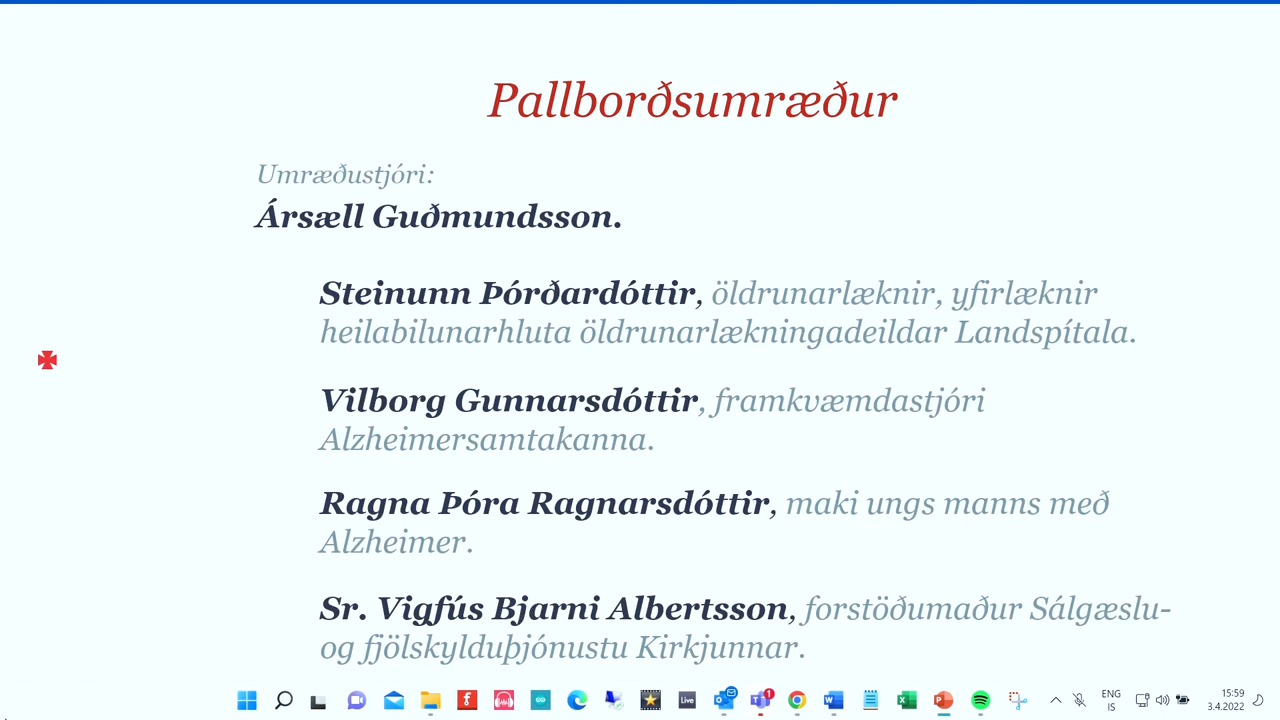 Pallborðsumræður
Umræðustjóri:
Ársæll Guðmundsson.
Steinunn Þórðardóttir, öldrunarlæknir, yfirlæknir
heilabilunarhluta öldrunarlækningadeildar Landspítala.
Vilborg Gunnarsdóttir, framkvæmdastjóri
Alzheimersamtakanna.
Ragna Þóra Ragnarsdóttir, maki ungs manns með
Alzheimer.
Sr. Vigfús Bjarni Albertsson, forstöðumaður Sálgæslu-
og fjölskylduþjónustu Kirkjunnar.
Live
1
ENG
IS
15:59
3.4.2022